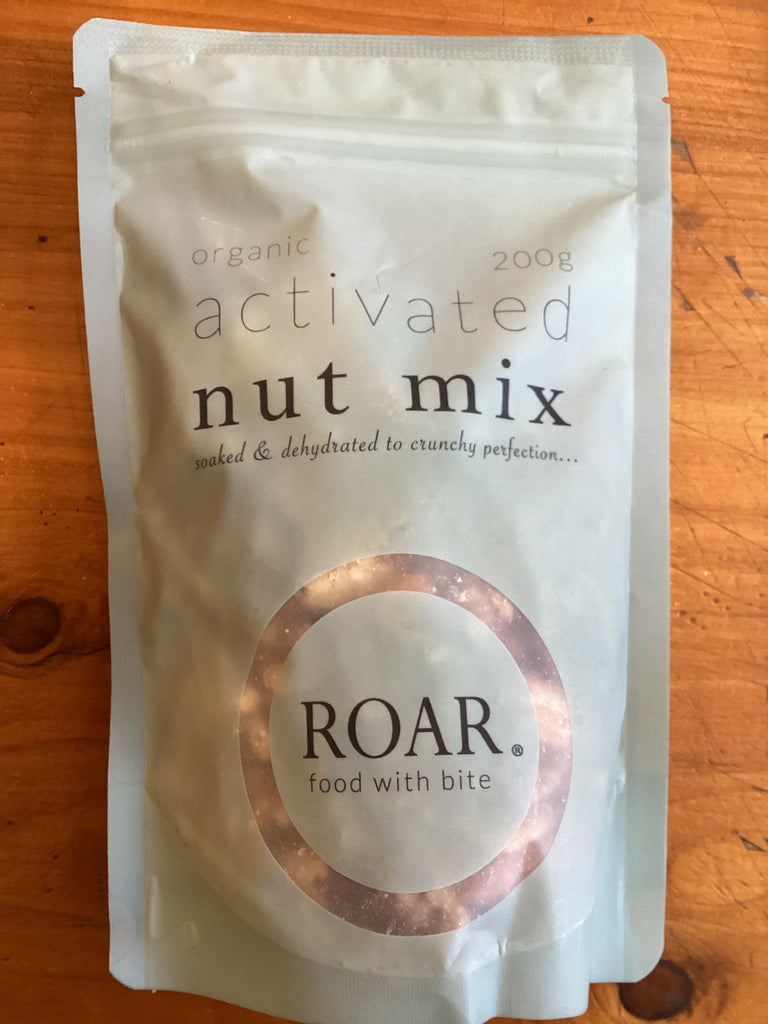 organic 200g
activated
nut mix
soaked & dehydrated to crunchy perfection...
ROAR®
food with bite